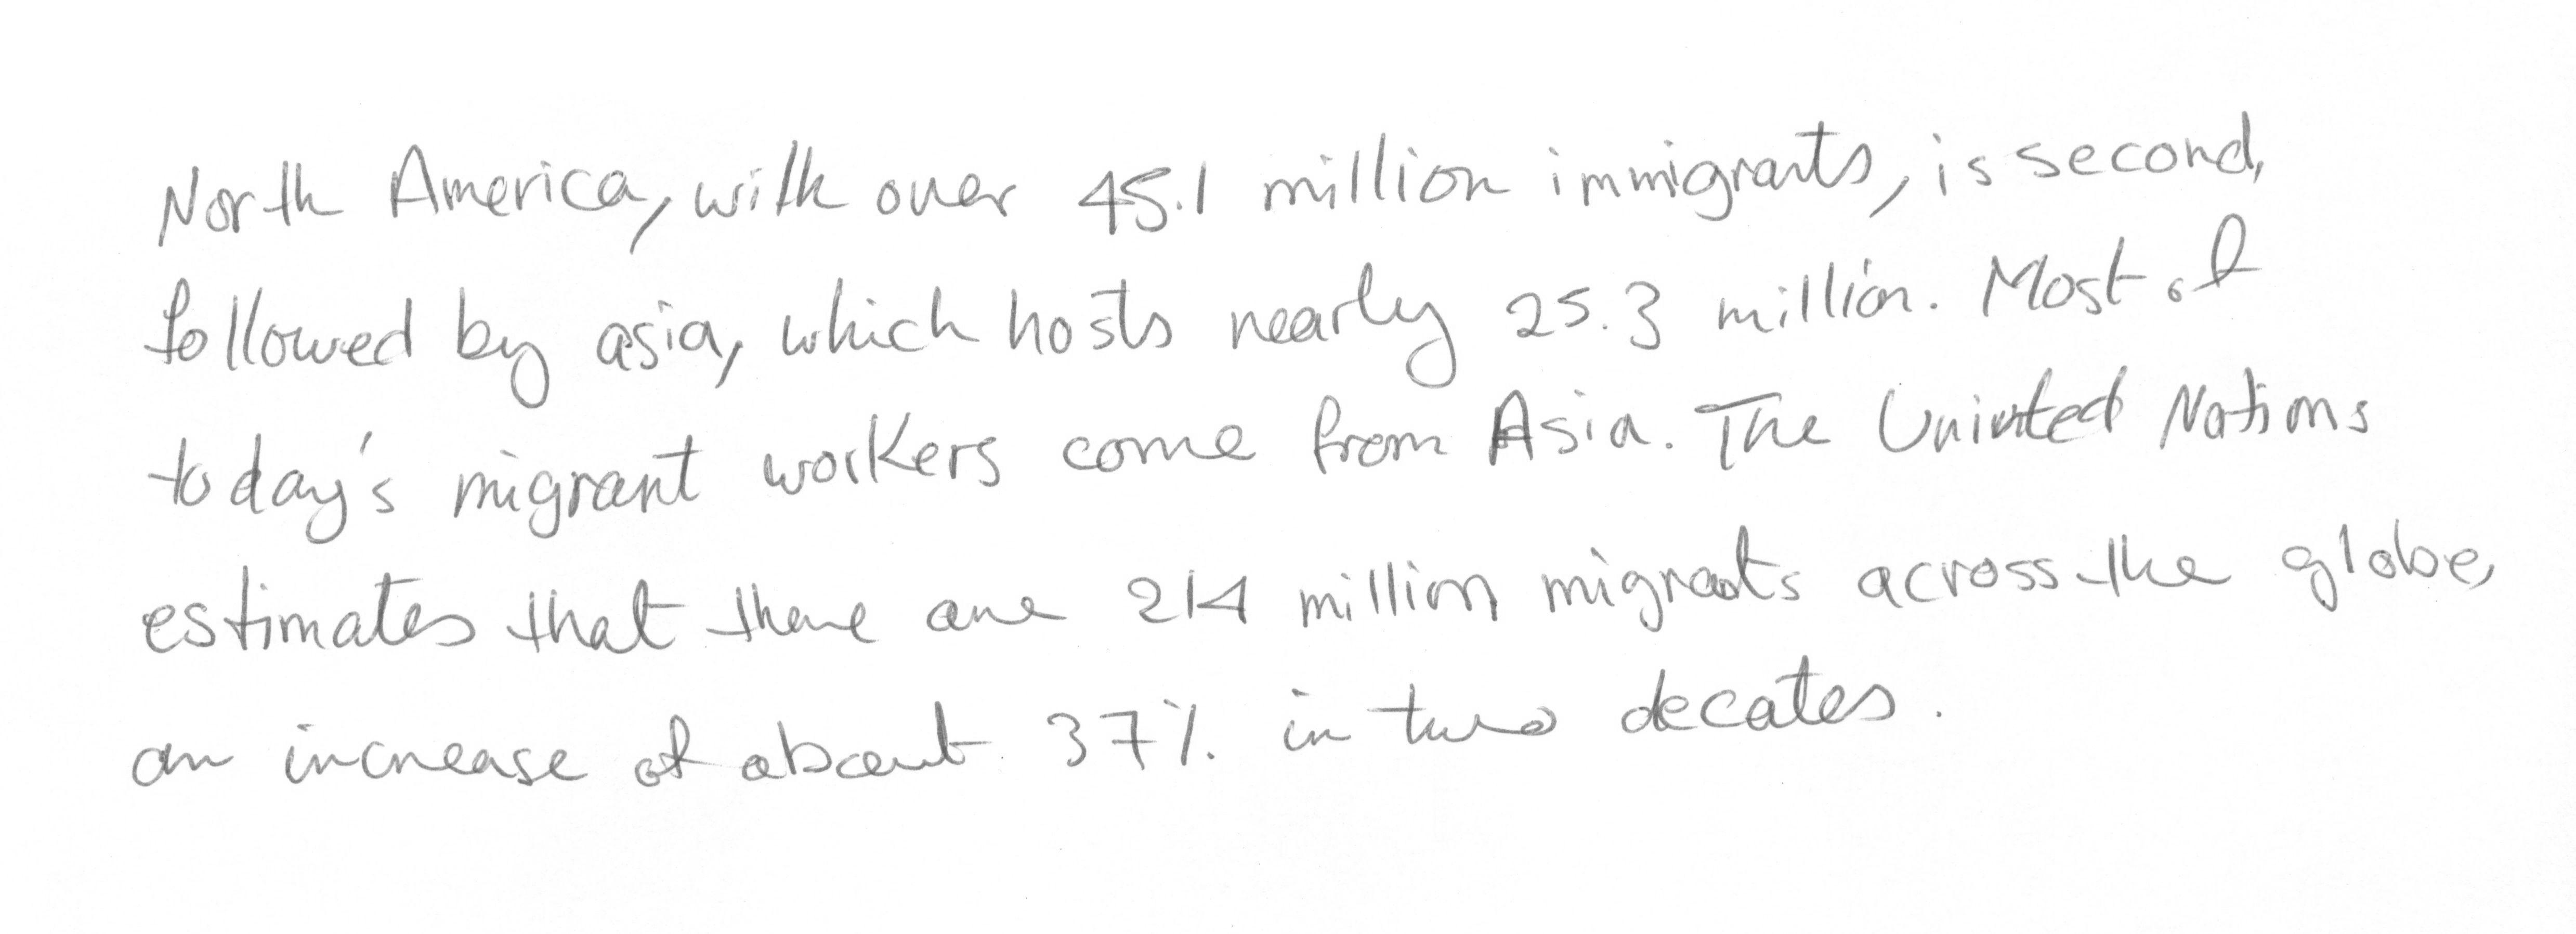 North America, with over 45.1 million immigrants, is second,
followed by asia, which hosts nearly 25.3 million. Most of
today's migrant workers come from Asia. The Uninted Nations
estimates that there are 214 million migrants across the globe,
an increase of about 37% in two decates.